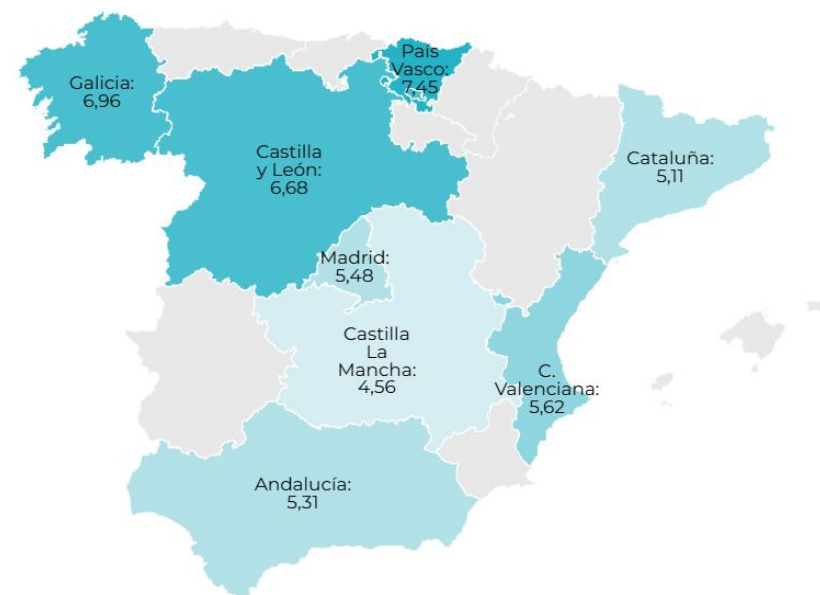 País
Vasco:
7,45
Galicia:
6,96
Castilla
y León:
6,68
Cataluña:
5,11
Madrid:
5,48
Castilla
La
Mancha:
4,56
C.
Valenciana:
5,62
Andalucía:
5,31